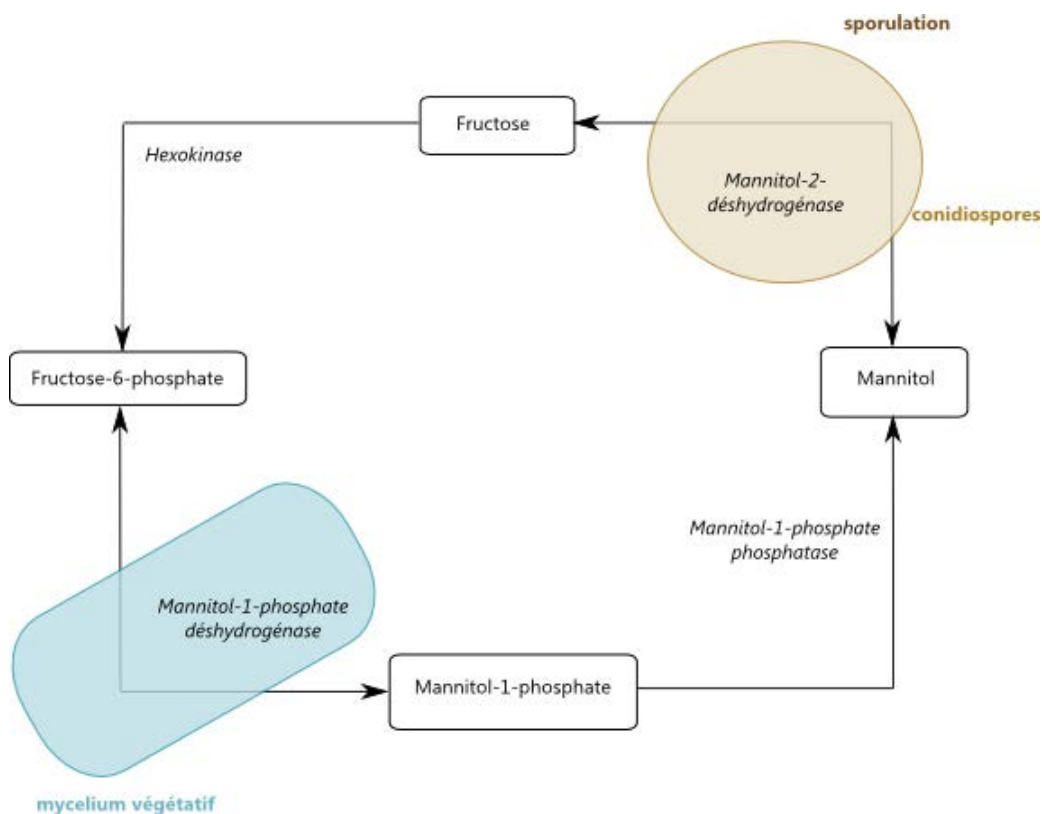 sporulation
Fructose
Hexokinase
Mannitol-2-
déshydrogénase
conidiospores
Fructose-6-phosphate
Mannitol
Mannitol-1-phosphate
phosphatase
Mannitol-1-phosphate
déshydrogénase
Mannitol-1-phosphate
mycelium végétatif